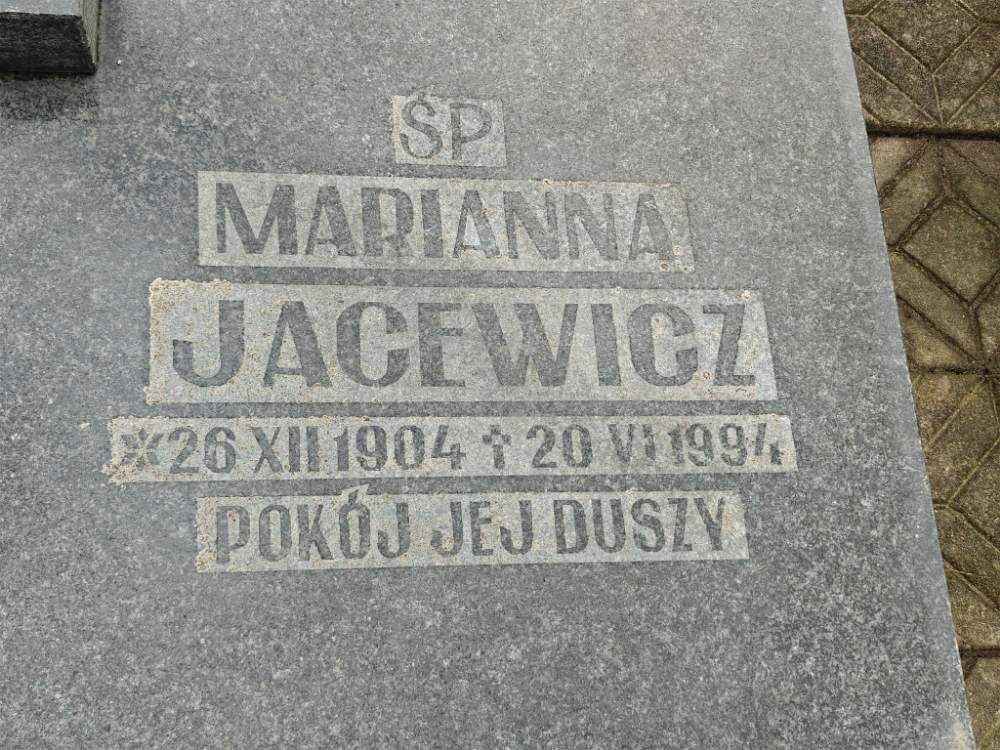 ŚP
MARIANNA
JACEWICZ
* 26 XII 1904 † 20 VI 1994
POKÓJ JEJ DUSZY